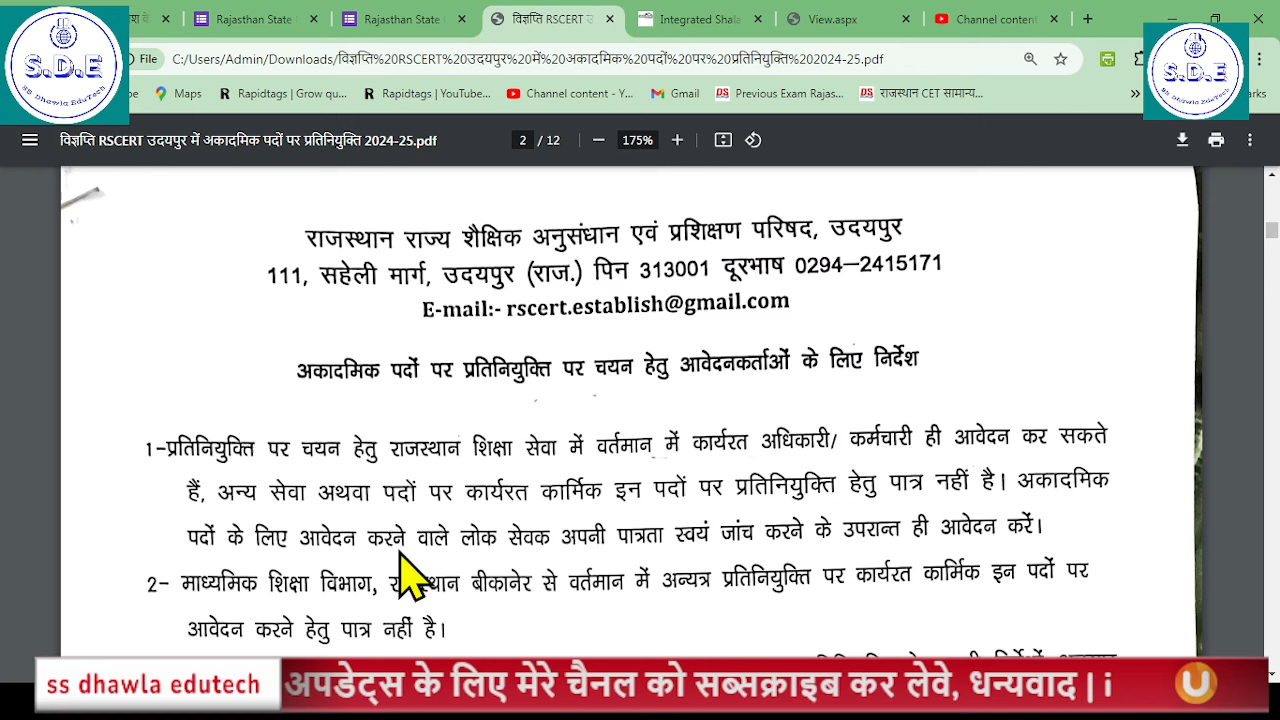 Rajasthan State
Rajasthan State
विज्ञप्ति RSCERT उ
Integrated Shala
View.aspx
Channel content
S.D.E
SS Dhawla EduTech
File
C:/Users/Admin/Downloads/विज्ञप्ति%20RSCERT%20उदयपुर%20में%20अकादमिक%20पदों%20पर%20प्रतिनियुक्ति%202024-25.pdf
S.D.E
SS Dhawla EduTech
Maps
Rapidtags | Grow qu...
Rapidtags | YouTube...
Channel content - Y...
Gmail
Previous Exam Rajas...
राजस्थान CET सामान्य...
विज्ञप्ति RSCERT उदयपुर में अकादमिक पदों पर प्रतिनियुक्ति 2024-25.pdf
2 / 12
175%
राजस्थान राज्य शैक्षिक अनुसंधान एवं प्रशिक्षण परिषद, उदयपुर
111, सहेली मार्ग, उदयपुर (राज.) पिन 313001 दूरभाष 0294–2415171
E-mail:- rscert.establish@gmail.com
अकादमिक पदों पर प्रतिनियुक्ति पर चयन हेतु आवेदनकर्ताओं के लिए निर्देश
1-प्रतिनियुक्ति पर चयन हेतु राजस्थान शिक्षा सेवा में वर्तमान में कार्यरत अधिकारी/ कर्मचारी ही आवेदन कर सकते
हैं, अन्य सेवा अथवा पदों पर कार्यरत कार्मिक इन पदों पर प्रतिनियुक्ति हेतु पात्र नहीं है। अकादमिक
पदों के लिए आवेदन करने वाले लोक सेवक अपनी पात्रता स्वयं जांच करने के उपरान्त ही आवेदन करें।
2- माध्यमिक शिक्षा विभाग, बीकानेर से वर्तमान में अन्यत्र प्रतिनियुक्ति पर कार्यरत कार्मिक इन पदों पर
आवेदन करने हेतु पात्र नहीं है।
ss dhawla edutech
अपडेट्स के लिए मेरे चैनल को सब्सक्राइब कर लेवे, धन्यवाद | i